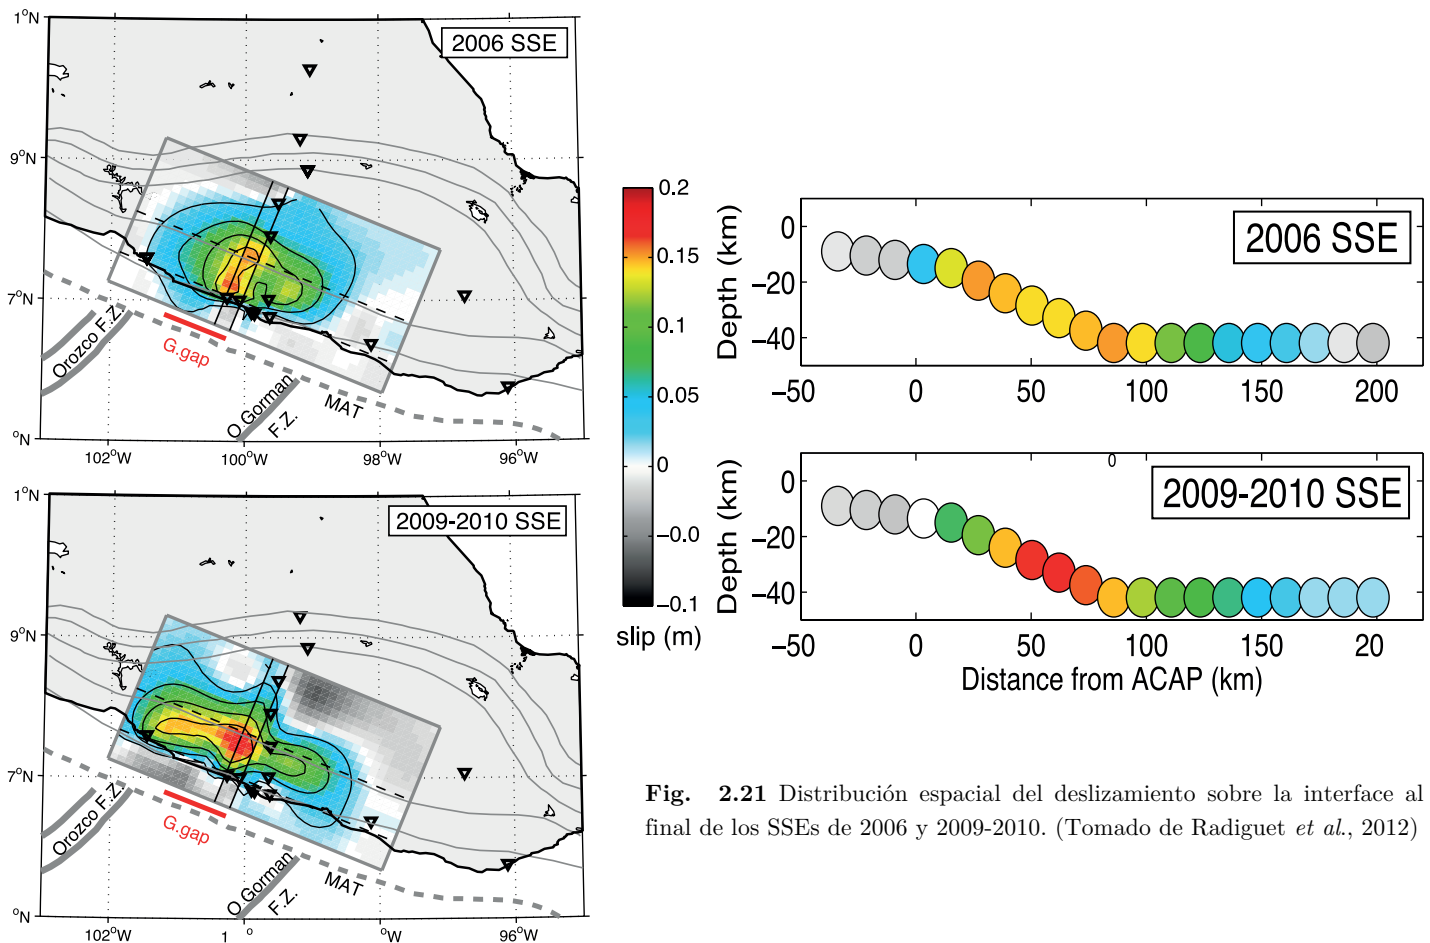 1°N
2006 SSE
9°N
7°N
°N
Orozco F.Z.
G.gap
O.Gorman
F.Z.
MAT
102°W
100°W
98°W
96°W
1°N
2009-2010 SSE
9°N
7°N
°N
Orozco F.Z.
G.gap
O.Gorman
F.Z.
MAT
102°W
1 °
98°W
96°W
0.2
0.15
0.1
0.05
0
−0.0
−0.1
slip (m)
Depth (km)
0
−20
−40
2006 SSE
−50
0
50
100
150
200
Depth (km)
0
−20
−40
0
2009-2010 SSE
−50
0
50
100
150
20
Distance from ACAP (km)
Fig. 2.21 Distribución espacial del deslizamiento sobre la interface al
final de los SSEs de 2006 y 2009-2010. (Tomado de Radiguet et al., 2012)